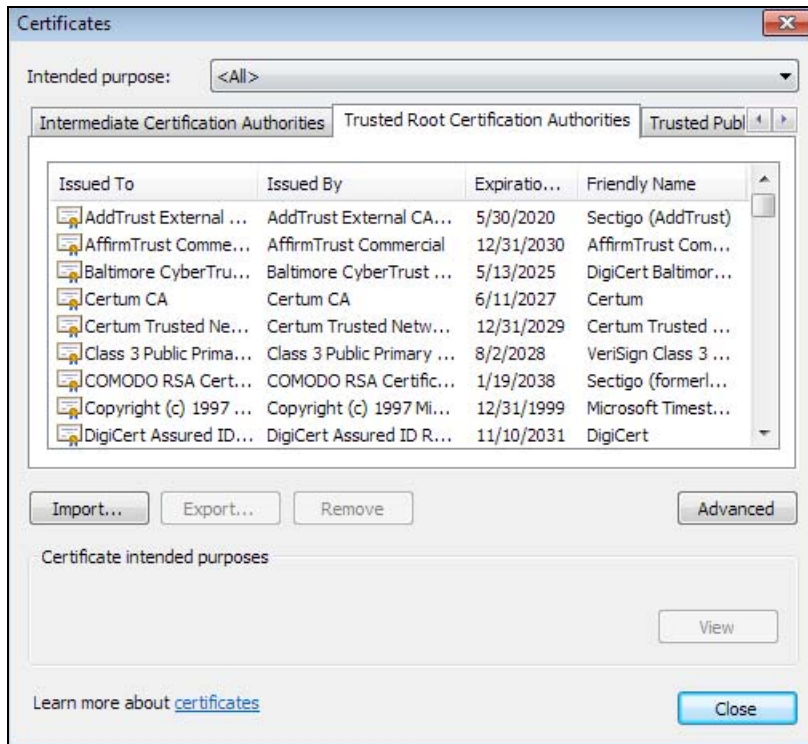 Certificates
Intended purpose: <All>
Intermediate Certification Authorities Trusted Root Certification Authorities Trusted Publ
Issued To Issued By Expiratio... Friendly Name
AddTrust External ... AddTrust External CA... 5/30/2020 Sectigo (AddTrust)
AffirmTrust Comme... AffirmTrust Commercial 12/31/2030 AffirmTrust Com...
Baltimore CyberTru... Baltimore CyberTrust ... 5/13/2025 DigiCert Baltimor...
Certum CA Certum CA 6/11/2027 Certum
Certum Trusted Ne... Certum Trusted Netw... 12/31/2029 Certum Trusted ...
Class 3 Public Prima... Class 3 Public Primary ... 8/2/2028 VeriSign Class 3 ...
COMODO RSA Cert... COMODO RSA Certific... 1/19/2038 Sectigo (formerl...
Copyright (c) 1997 ... Copyright (c) 1997 Mi... 12/31/1999 Microsoft Timest...
DigiCert Assured ID... DigiCert Assured ID R... 11/10/2031 DigiCert
Import... Export... Remove Advanced
Certificate intended purposes
View
Learn more about certificates
Close